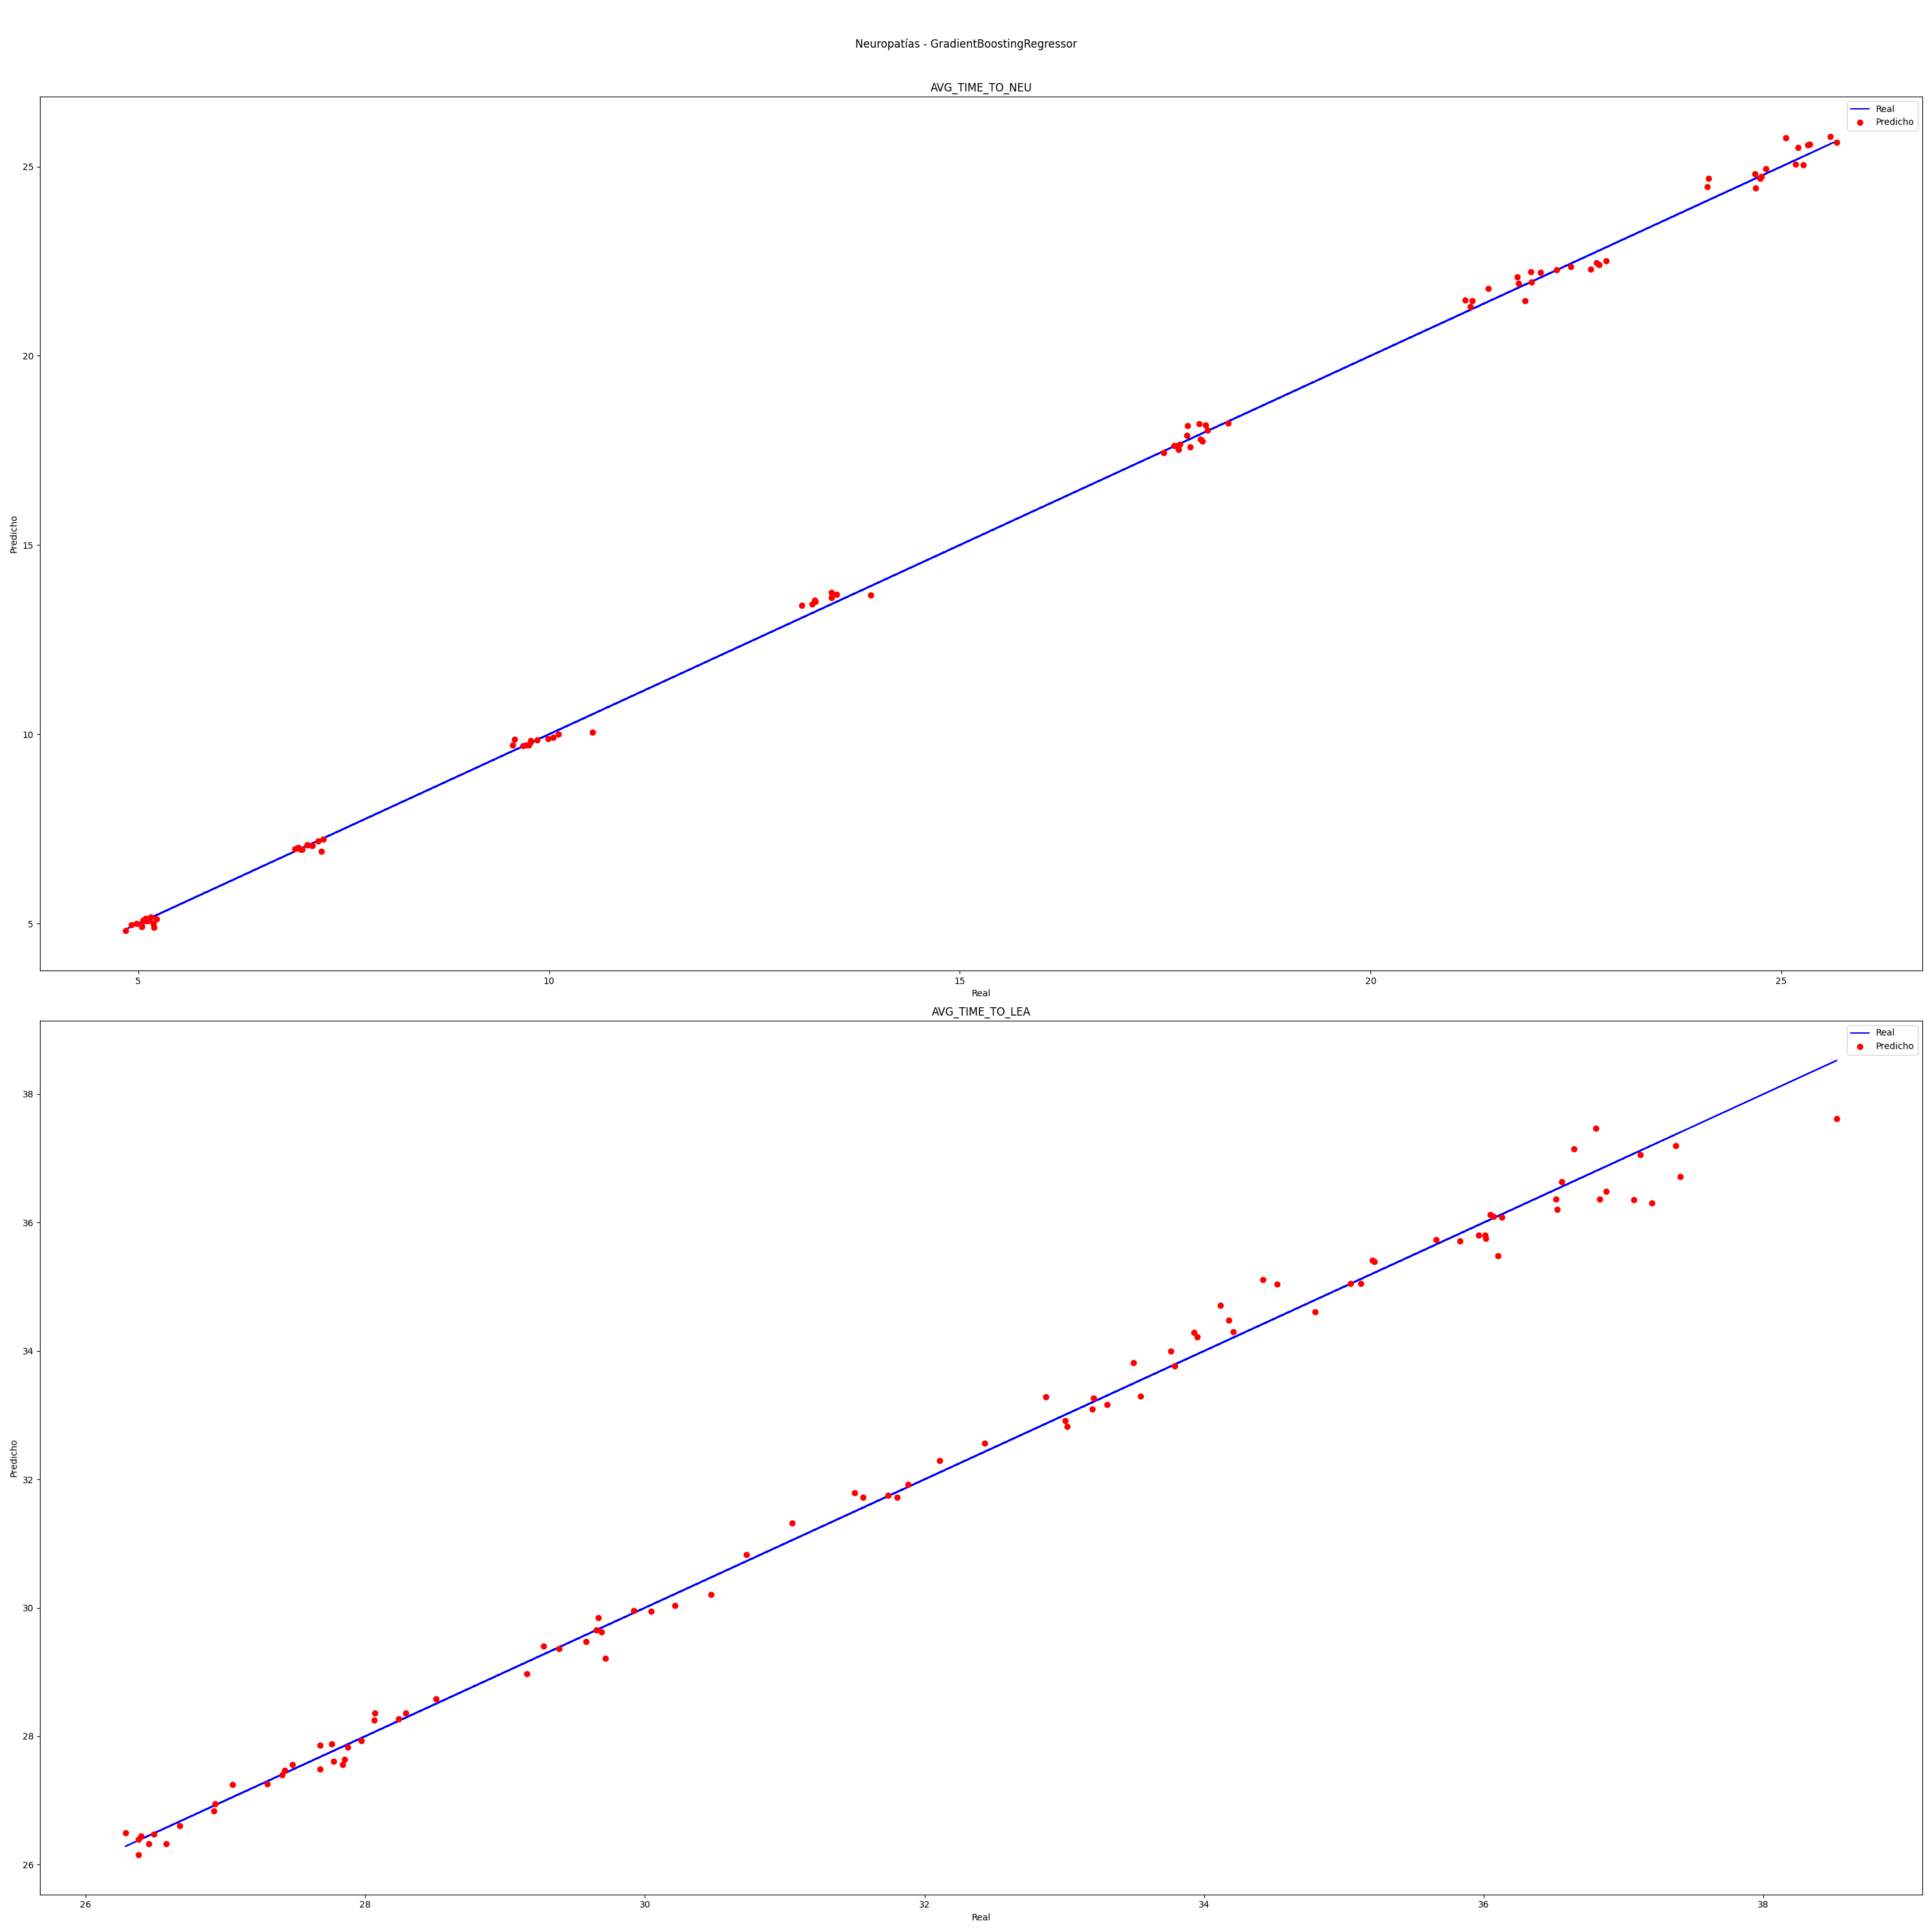 Neuropatías - GradientBoostingRegressor
AVG_TIME_TO_NEU
Real
Predicho
25
20
15
10
5
Predicho
5
10
15
20
25
Real
AVG_TIME_TO_LEA
Real
Predicho
38
36
34
32
30
28
26
Predicho
26
28
30
32
34
36
38
Real